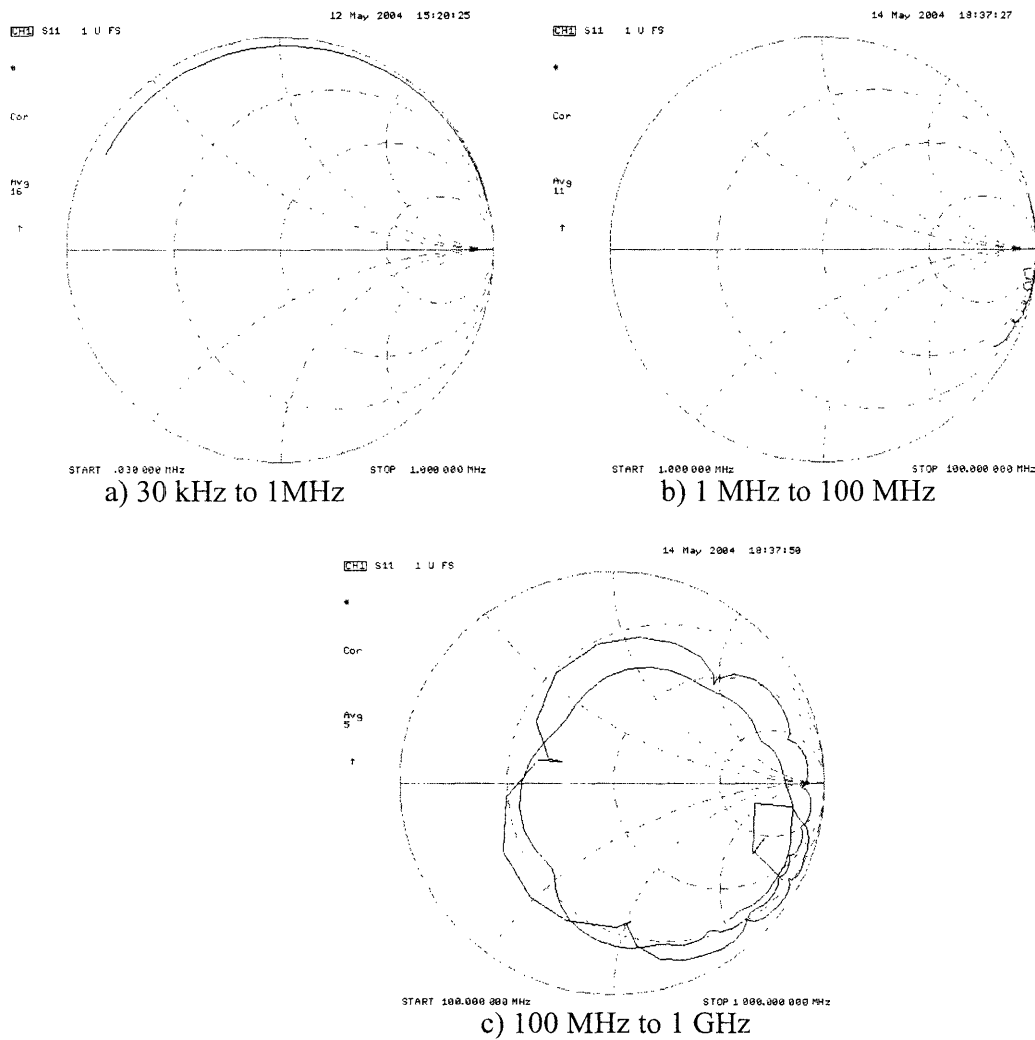 12 May 2004 15:20:25
CH1 S11 1 U FS
*
Cor
Avg
16
↑
START .030 000 MHz STOP 1.000 000 MHz
a) 30 kHz to 1MHz
14 May 2004 18:37:27
CH1 S11 1 U FS
*
Cor
Avg
11
↑
START 1.000 000 MHz STOP 100.000 000 MHz
b) 1 MHz to 100 MHz
14 May 2004 18:37:50
CH1 S11 1 U FS
*
Cor
Avg
5
↑
START 100.000 000 MHz STOP 1 000.000 000 MHz
c) 100 MHz to 1 GHz